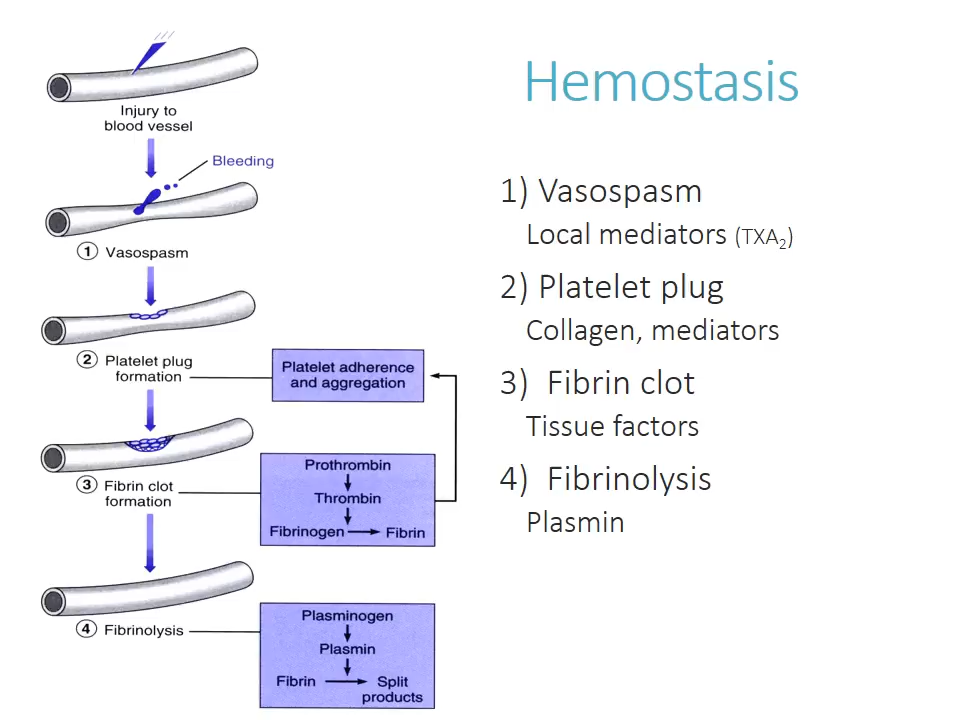 Hemostasis
Injury to
blood vessel
Bleeding
1 Vasospasm
2 Platelet plug
formation
Platelet adherence
and aggregation
3 Fibrin clot
formation
Prothrombin
Thrombin
Fibrinogen Fibrin
4 Fibrinolysis
Plasminogen
Plasmin
Fibrin Split
products
1) Vasospasm
Local mediators (TXA₂)
2) Platelet plug
Collagen, mediators
3) Fibrin clot
Tissue factors
4) Fibrinolysis
Plasmin